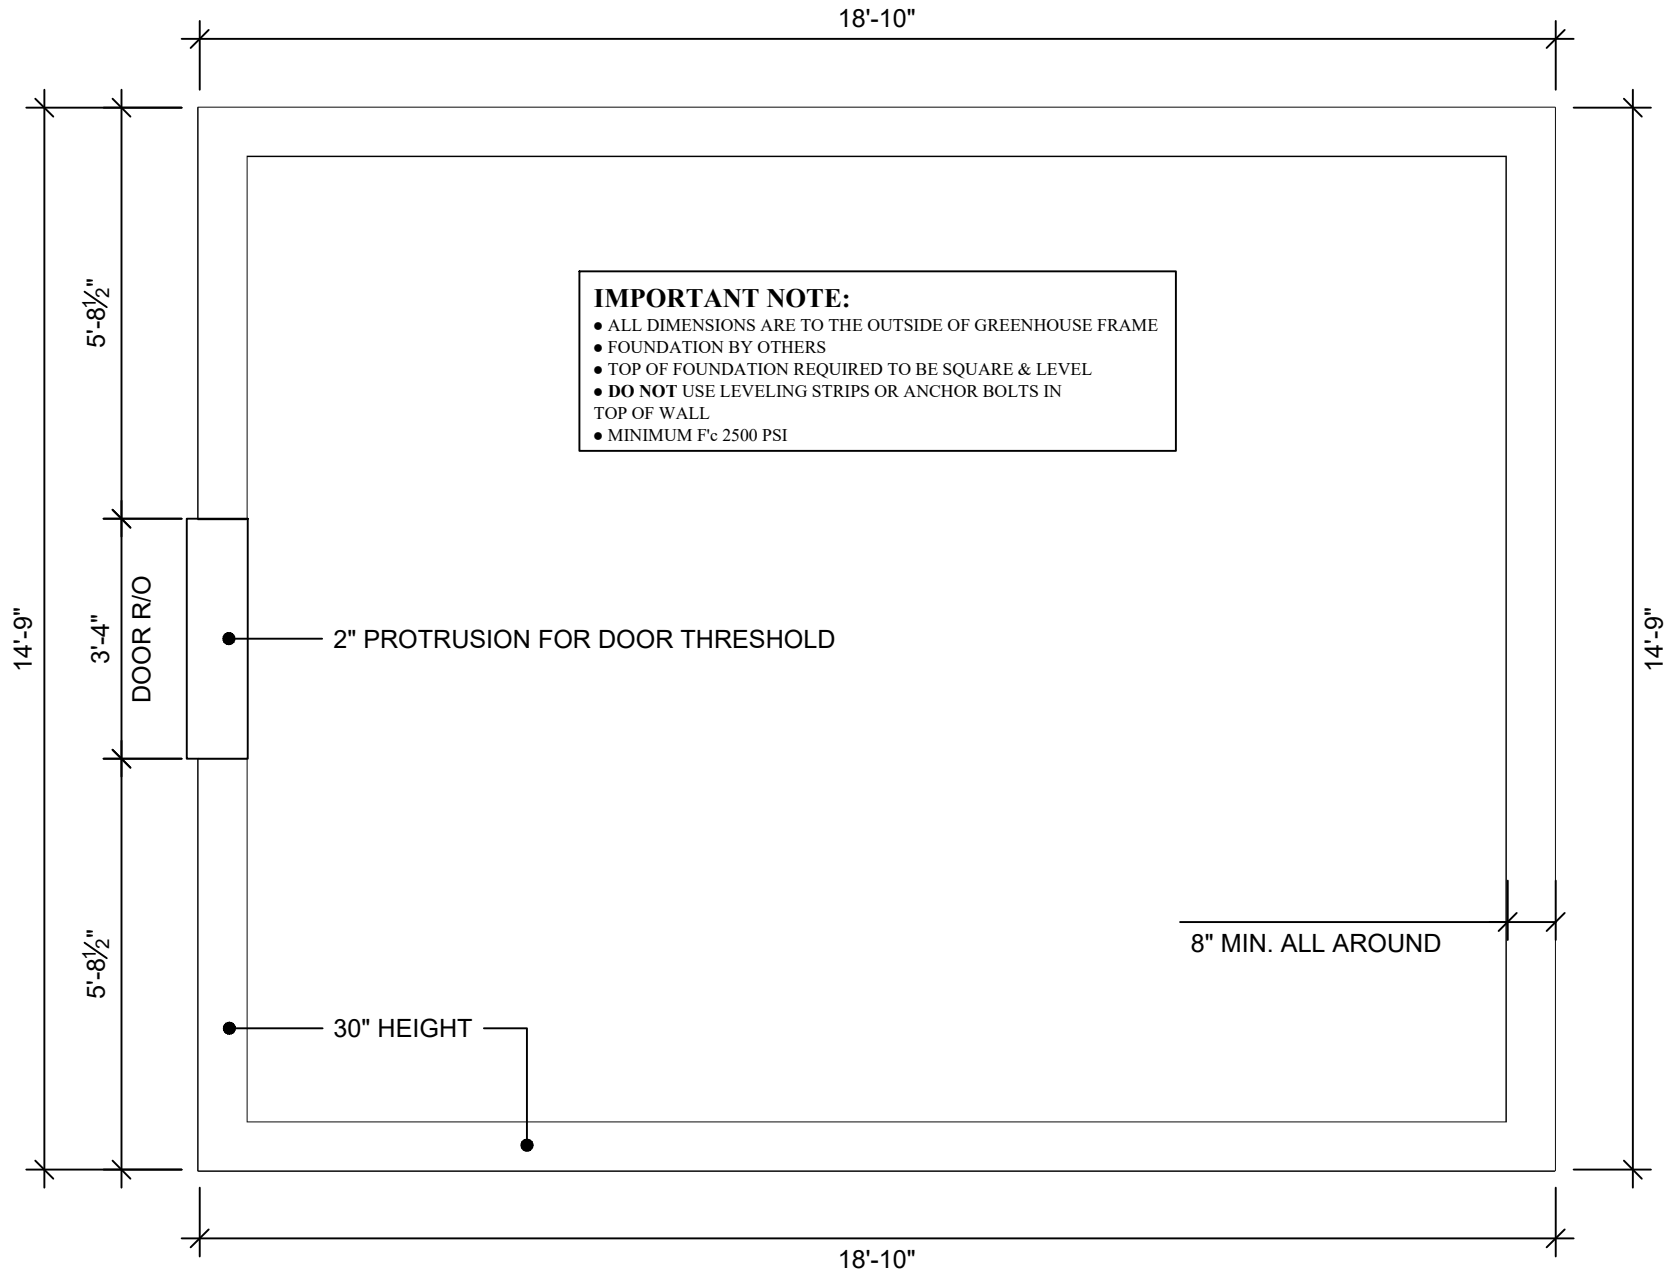 18'-10"
5'-8½"
IMPORTANT NOTE:
● ALL DIMENSIONS ARE TO THE OUTSIDE OF GREENHOUSE FRAME
● FOUNDATION BY OTHERS
● TOP OF FOUNDATION REQUIRED TO BE SQUARE & LEVEL
● DO NOT USE LEVELING STRIPS OR ANCHOR BOLTS IN
TOP OF WALL
● MINIMUM F'c 2500 PSI
14'-9"
3'-4"
DOOR R/O
2" PROTRUSION FOR DOOR THRESHOLD
14'-9"
5'-8½"
8" MIN. ALL AROUND
30" HEIGHT
18'-10"